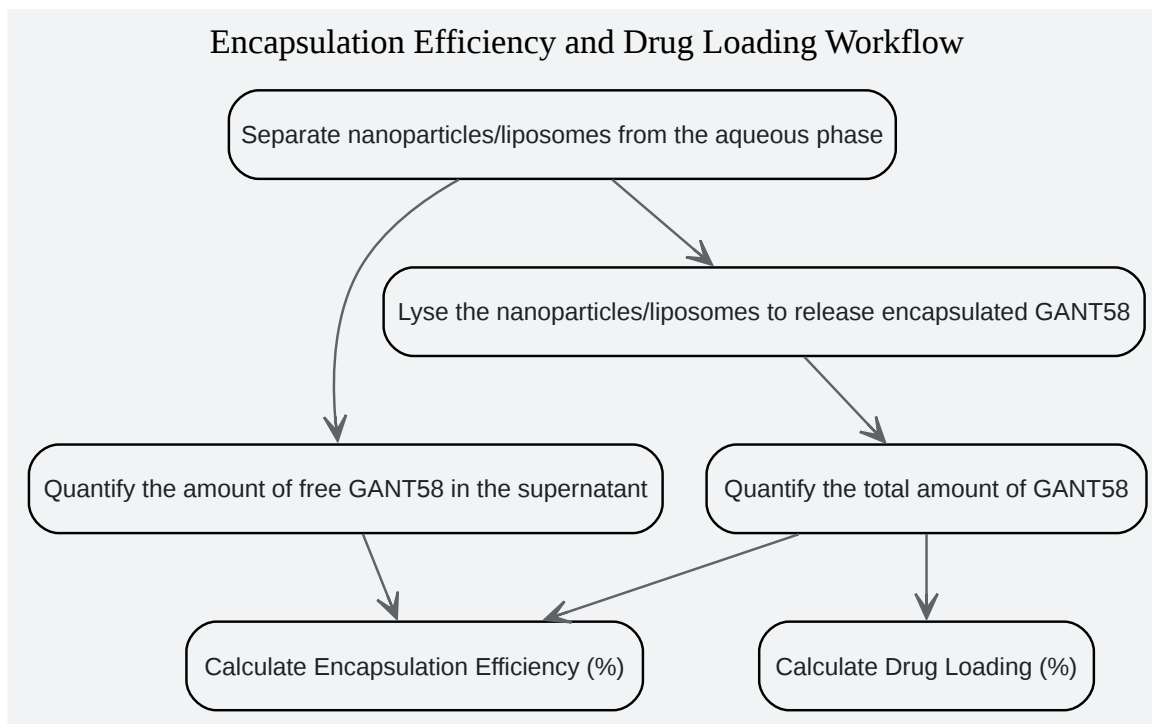 Encapsulation Efficiency and Drug Loading Workflow
Separate nanoparticles/liposomes from the aqueous phase
Lyse the nanoparticles/liposomes to release encapsulated GANT58
Quantify the amount of free GANT58 in the supernatant
Quantify the total amount of GANT58
Calculate Encapsulation Efficiency (%)
Calculate Drug Loading (%)